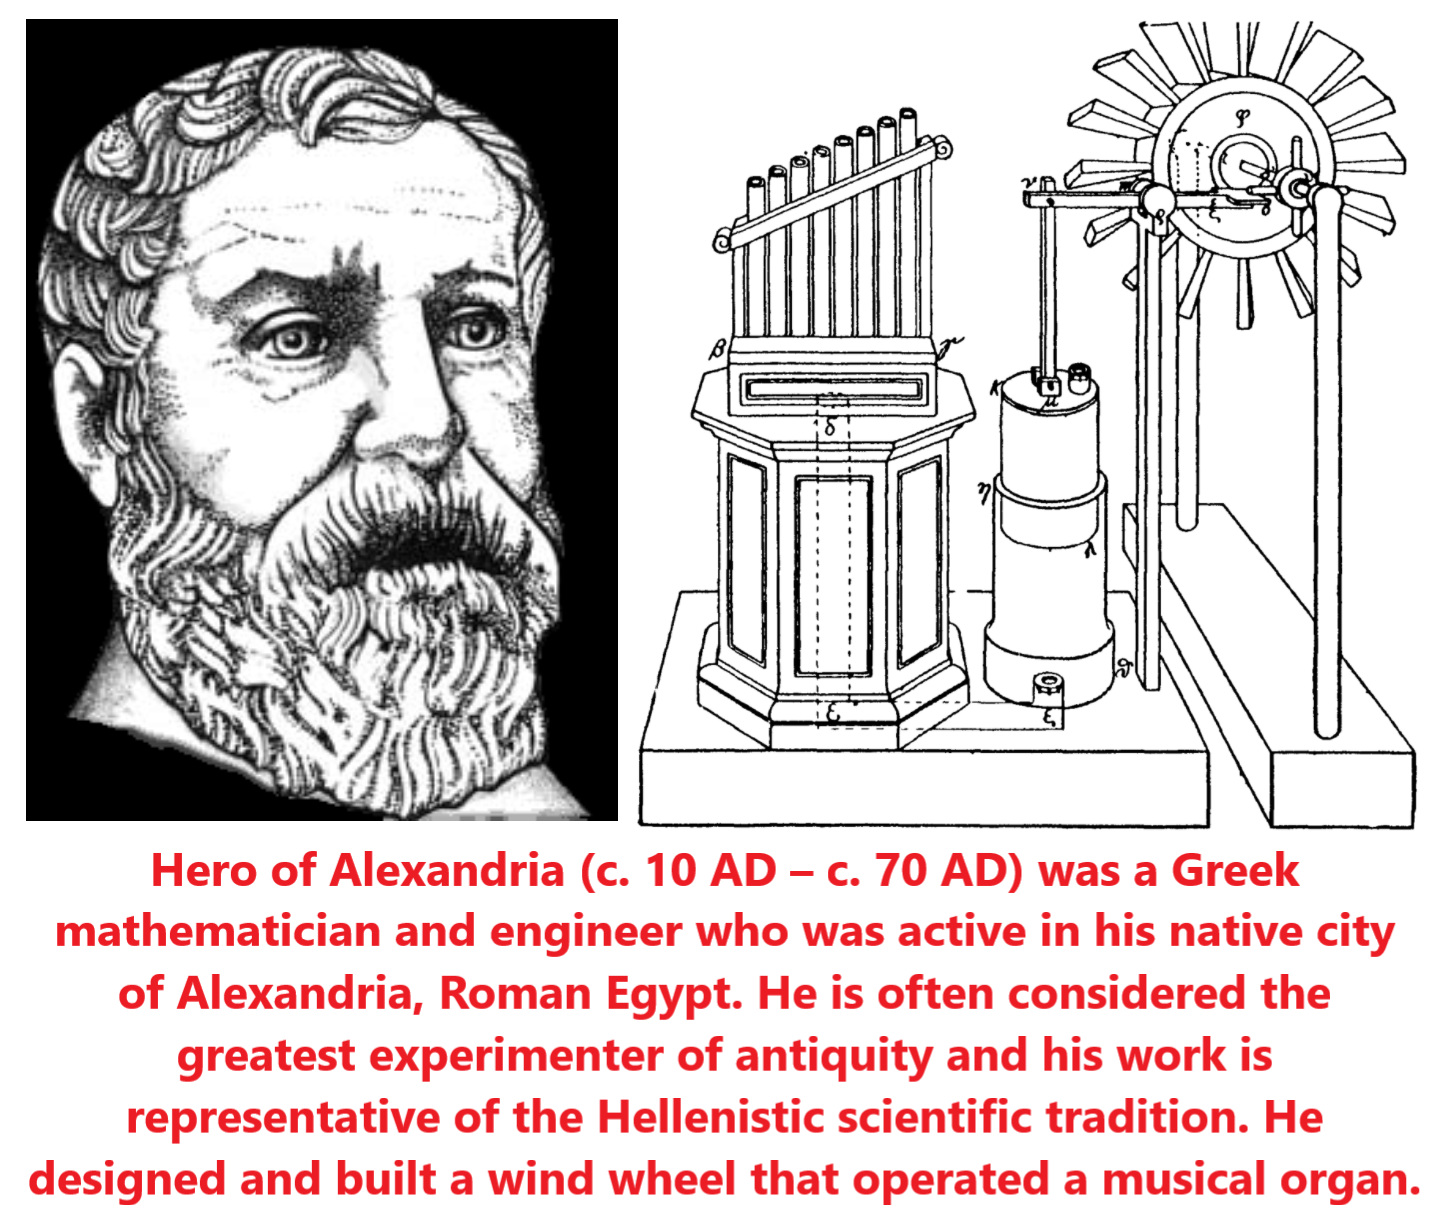 Hero of Alexandria (c. 10 AD – c. 70 AD) was a Greek
mathematician and engineer who was active in his native city
of Alexandria, Roman Egypt. He is often considered the
greatest experimenter of antiquity and his work is
representative of the Hellenistic scientific tradition. He
designed and built a wind wheel that operated a musical organ.